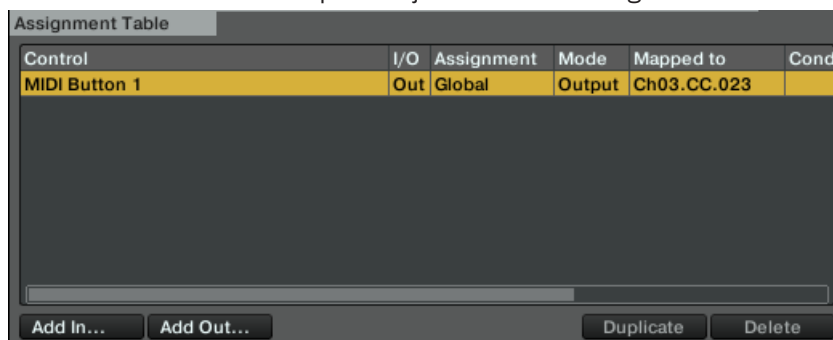 Assignment Table
Control I/O Assignment Mode Mapped to Cond
MIDI Button 1 Out Global Output Ch03.CC.023
Add In... Add Out... Duplicate Delete